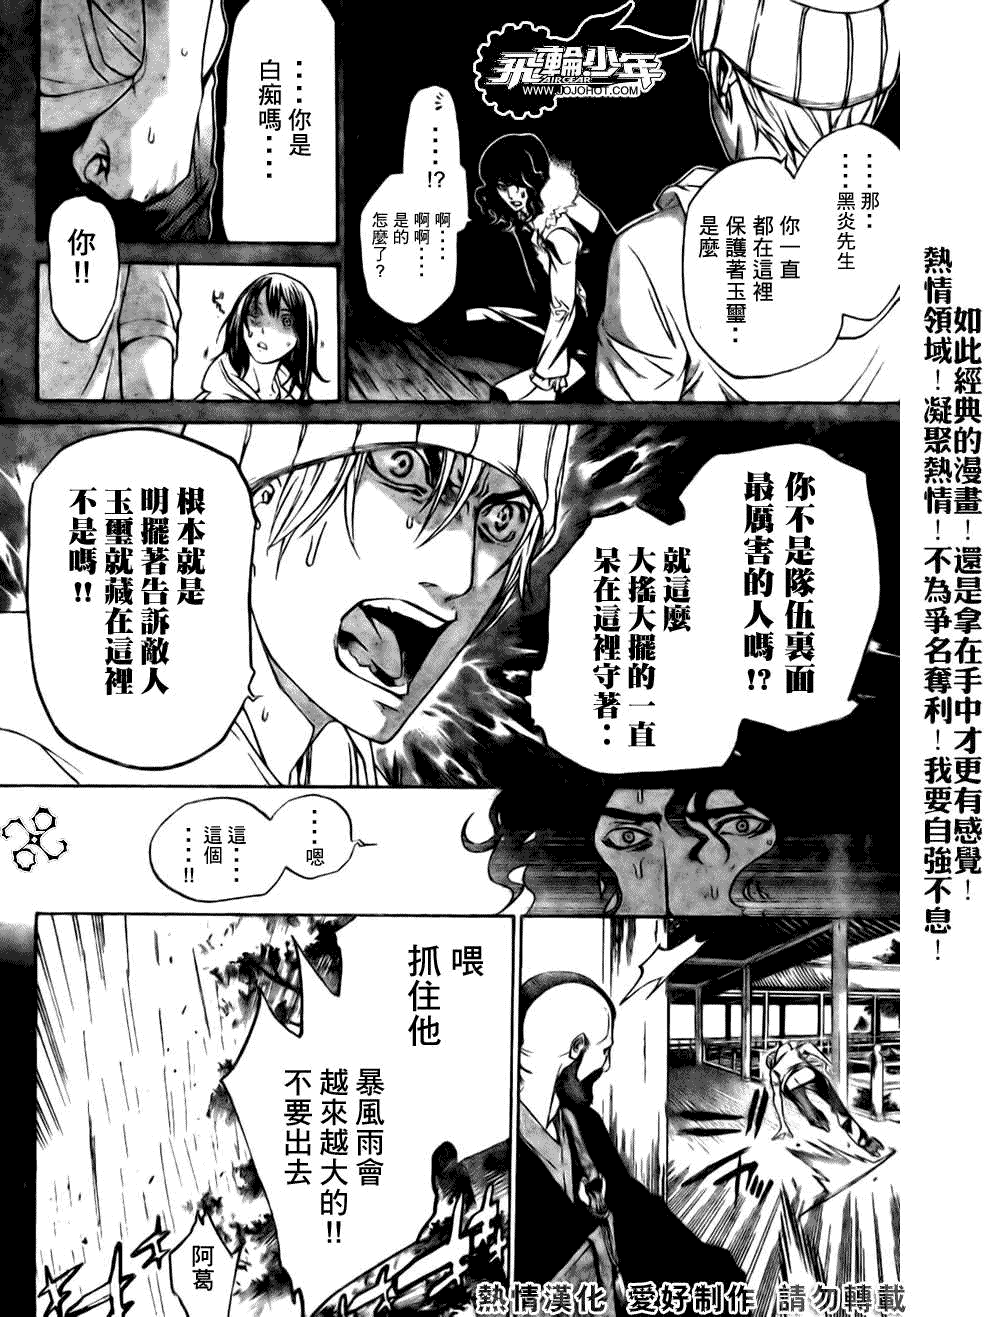 飛輪少年
AIRGEAR
WWW.JOJOHOT.COM
‥‥那‥
‥‥黑炎先生
你一直
都在這裡
保護著玉璽‥
是麼
‥‥!?
啊‥‥
啊啊‥‥
是的
怎麼了?
‥‥你是
白痴嗎‥‥
你!!
你不是隊伍裏面
最厲害的人嗎!?
就這麼
大搖大擺的一直
呆在這裡守著‥
根本就是
明擺著告訴敵人
玉璽就藏在這裡
不是嗎!!
‥‥嗯
這‥‥
這個
‥‥!!
喂
抓住他
暴風雨會
越來越大的!!
不要出去
阿葛
如此經典的漫畫!還是拿在手中才更有感覺!
熱情領域!凝聚熱情!不為爭名奪利!我要自強不息!
熱情漢化 愛好制作 請勿轉載